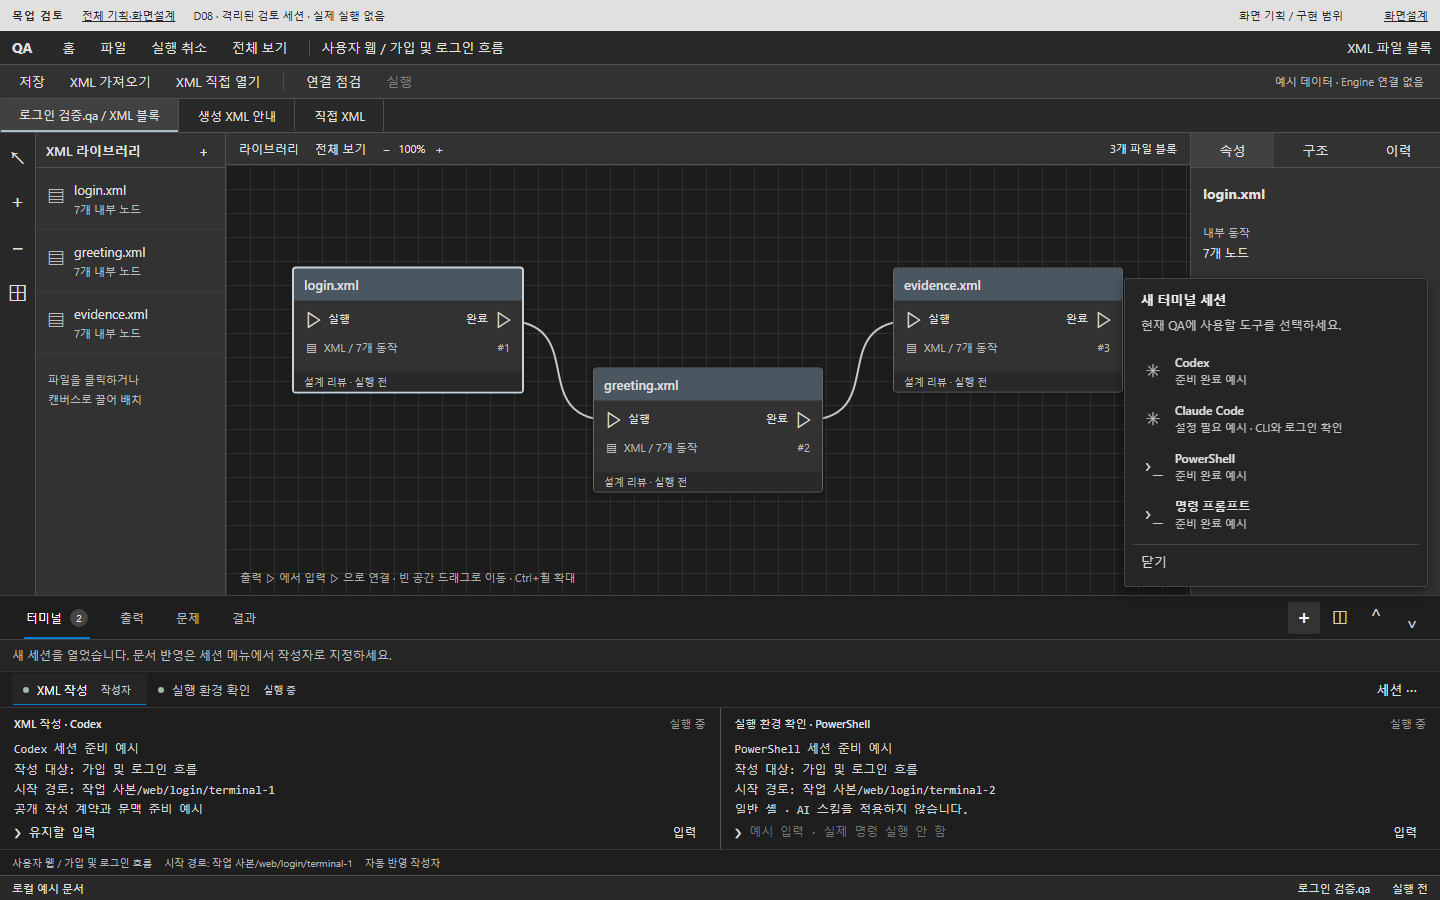 목업 검토 전체 기획·화면설계 D08 · 격리된 검토 세션 · 실제 실행 없음 화면 기획 / 구현 범위 화면설계
QA 홈 파일 실행 취소 전체 보기 사용자 웹 / 가입 및 로그인 흐름 XML 파일 블록
저장 XML 가져오기 XML 직접 열기 연결 점검 실행 예시 데이터 · Engine 연결 없음
로그인 검증.qa / XML 블록 생성 XML 안내 직접 XML
XML 라이브러리 +
login.xml
7개 내부 노드
greeting.xml
7개 내부 노드
evidence.xml
7개 내부 노드
파일을 클릭하거나
캔버스로 끌어 배치
라이브러리 전체 보기 − 100% + 3개 파일 블록
login.xml
실행 완료
XML / 7개 동작 #1
설계 리뷰 · 실행 전
greeting.xml
실행 완료
XML / 7개 동작 #2
설계 리뷰 · 실행 전
evidence.xml
실행 완료
XML / 7개 동작 #3
설계 리뷰 · 실행 전
출력 ▷ 에서 입력 ▷ 으로 연결 · 빈 공간 드래그로 이동 · Ctrl+휠 확대
속성 구조 이력
login.xml
내부 동작
7개 노드
새 터미널 세션
현재 QA에 사용할 도구를 선택하세요.
Codex
준비 완료 예시
Claude Code
설정 필요 예시 · CLI와 로그인 확인
PowerShell
준비 완료 예시
명령 프롬프트
준비 완료 예시
닫기
터미널 2 출력 문제 결과 +
새 세션을 열었습니다. 문서 반영은 세션 메뉴에서 작성자로 지정하세요.
XML 작성 작성자 실행 환경 확인 실행 중 세션 ···
XML 작성 · Codex 실행 중
Codex 세션 준비 예시
작성 대상: 가입 및 로그인 흐름
시작 경로: 작업 사본/web/login/terminal-1
공개 작성 계약과 문맥 준비 예시
❯ 유지할 입력 입력
실행 환경 확인 · PowerShell 실행 중
PowerShell 세션 준비 예시
작성 대상: 가입 및 로그인 흐름
시작 경로: 작업 사본/web/login/terminal-2
일반 셸 · AI 스킬을 적용하지 않습니다.
❯ 예시 입력 · 실제 명령 실행 안 함 입력
사용자 웹 / 가입 및 로그인 흐름 시작 경로: 작업 사본/web/login/terminal-1 자동 반영 작성자
로컬 예시 문서 로그인 검증.qa 실행 전